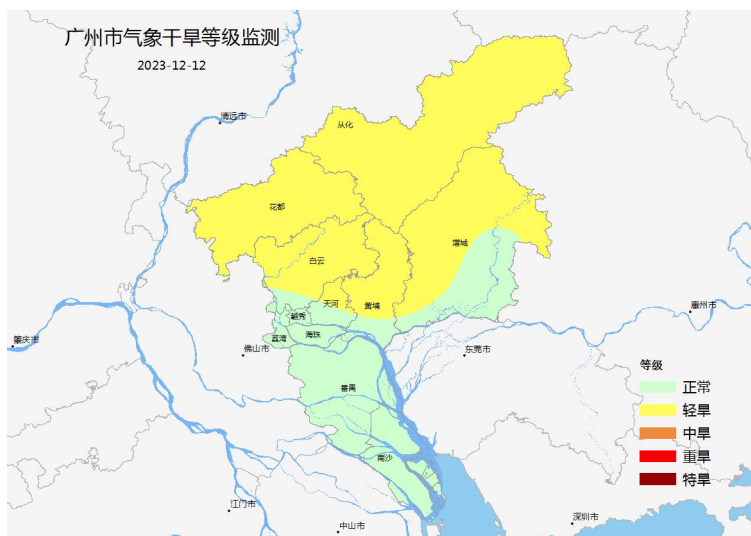 广州市气象干旱等级监测
2023-12-12
清远市
从化
花都
增城
白云
天河
黄埔
越秀
荔湾
海珠
惠州市
肇庆市
佛山市
东莞市
番禺
南沙
江门市
中山市
深圳市
等级
正常
轻旱
中旱
重旱
特旱